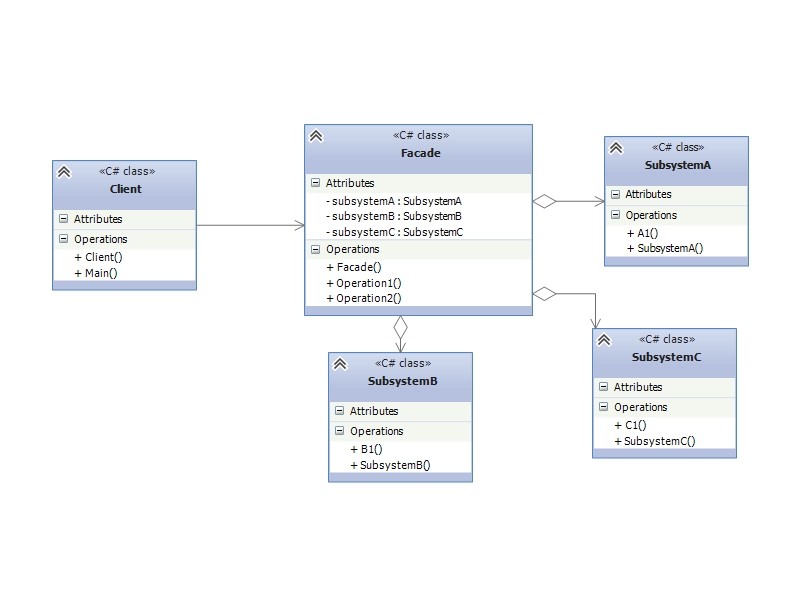 «C# class»
Client
Attributes
Operations
+ Client()
+ Main()
«C# class»
Facade
Attributes
- subsystemA : SubsystemA
- subsystemB : SubsystemB
- subsystemC : SubsystemC
Operations
+ Facade()
+ Operation1()
+ Operation2()
«C# class»
SubsystemA
Attributes
Operations
+ A1()
+ SubsystemA()
«C# class»
SubsystemB
Attributes
Operations
+ B1()
+ SubsystemB()
«C# class»
SubsystemC
Attributes
Operations
+ C1()
+ SubsystemC()